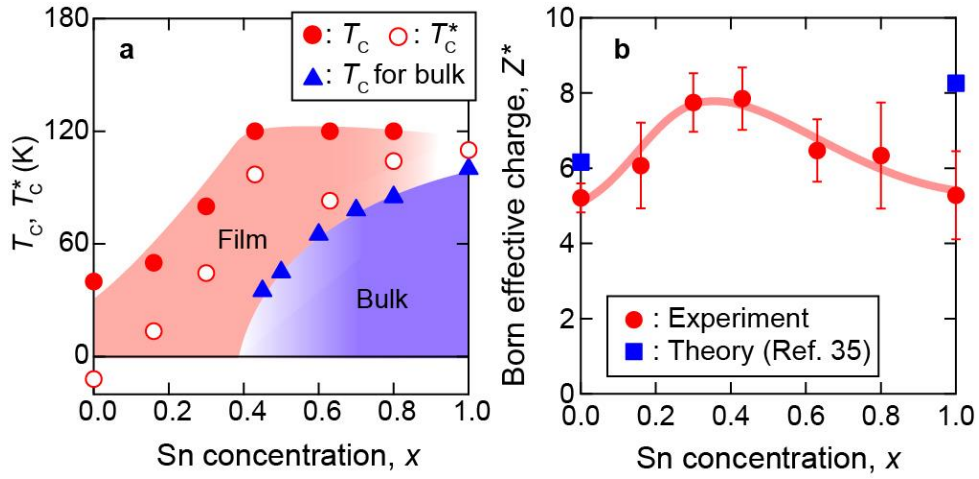 180
120
60
0
T_C, T_C^* (K)
a
●: T_C ○: T_C^*
▲: T_C for bulk
Film
Bulk
0.0 0.2 0.4 0.6 0.8 1.0
Sn concentration, x
10
8
6
4
2
0
Born effective charge, Z*
b
●: Experiment
■: Theory (Ref. 35)
0.0 0.2 0.4 0.6 0.8 1.0
Sn concentration, x